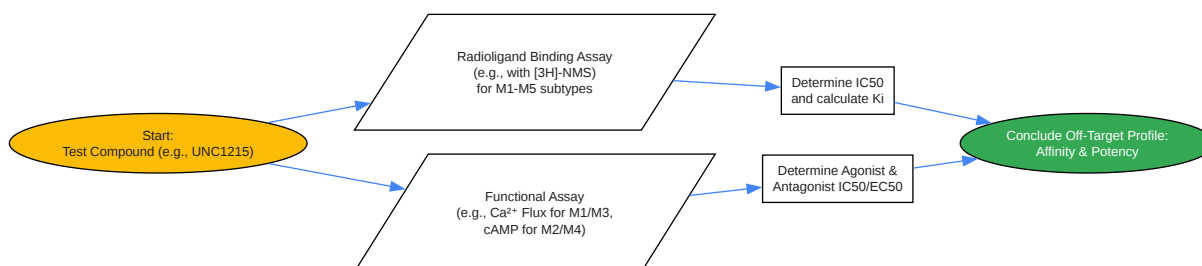 Start:
Test Compound (e.g., UNC1215)
Radioligand Binding Assay
(e.g., with [3H]-NMS)
for M1-M5 subtypes
Functional Assay
(e.g., Ca²⁺ Flux for M1/M3,
cAMP for M2/M4)
Determine IC50
and calculate Ki
Determine Agonist &
Antagonist IC50/EC50
Conclude Off-Target Profile:
Affinity & Potency